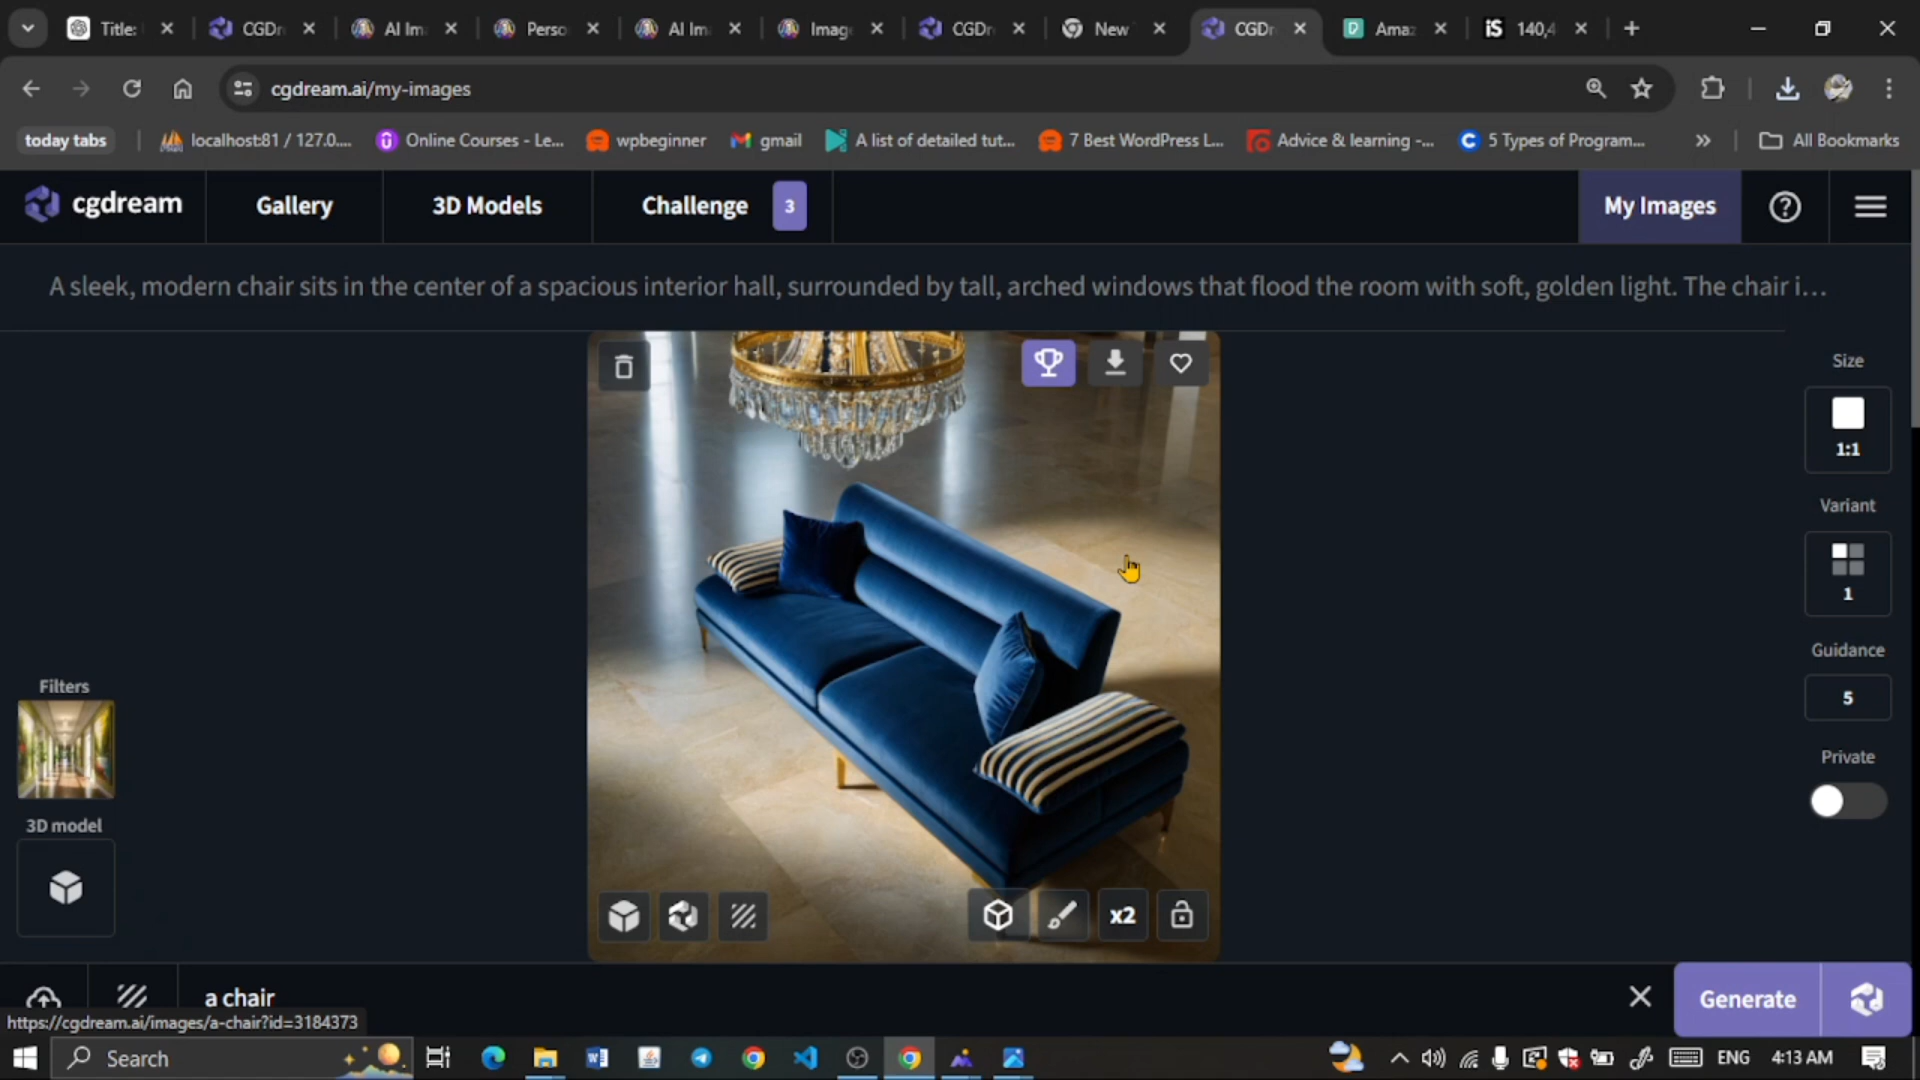 Title:
CGDr
AI Im
Perso
AI Im
Imag
CGDr
New
CGDr
Amaz
iS 140,4
cgdream.ai/my-images
today tabs
localhost:81 / 127.0....
Online Courses - Le...
wpbeginner
gmail
A list of detailed tut...
7 Best WordPress L...
Advice & learning -...
5 Types of Program...
All Bookmarks
cgdream
Gallery
3D Models
Challenge 3
My Images
A sleek, modern chair sits in the center of a spacious interior hall, surrounded by tall, arched windows that flood the room with soft, golden light. The chair i...
Size
1:1
Variant
1
Guidance
5
Private
Filters
3D model
x2
a chair
Generate
https://cgdream.ai/images/a-chair?id=3184373
Search
ENG
4:13 AM